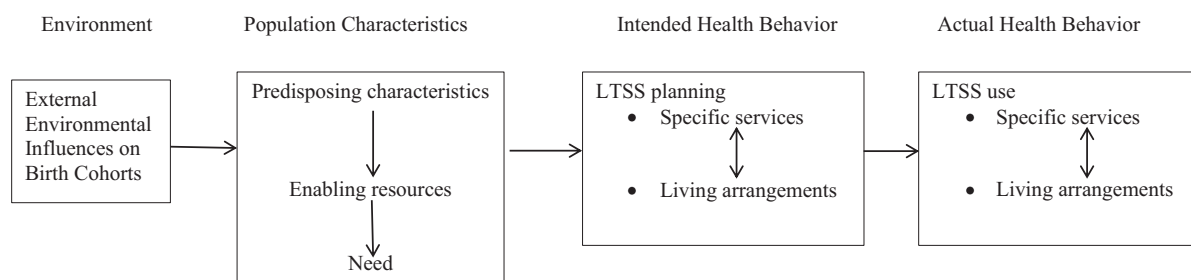 Environment
Population Characteristics
Intended Health Behavior
Actual Health Behavior
External
Environmental
Influences on
Birth Cohorts
Predisposing characteristics
Enabling resources
Need
LTSS planning
• Specific services
• Living arrangements
LTSS use
• Specific services
• Living arrangements